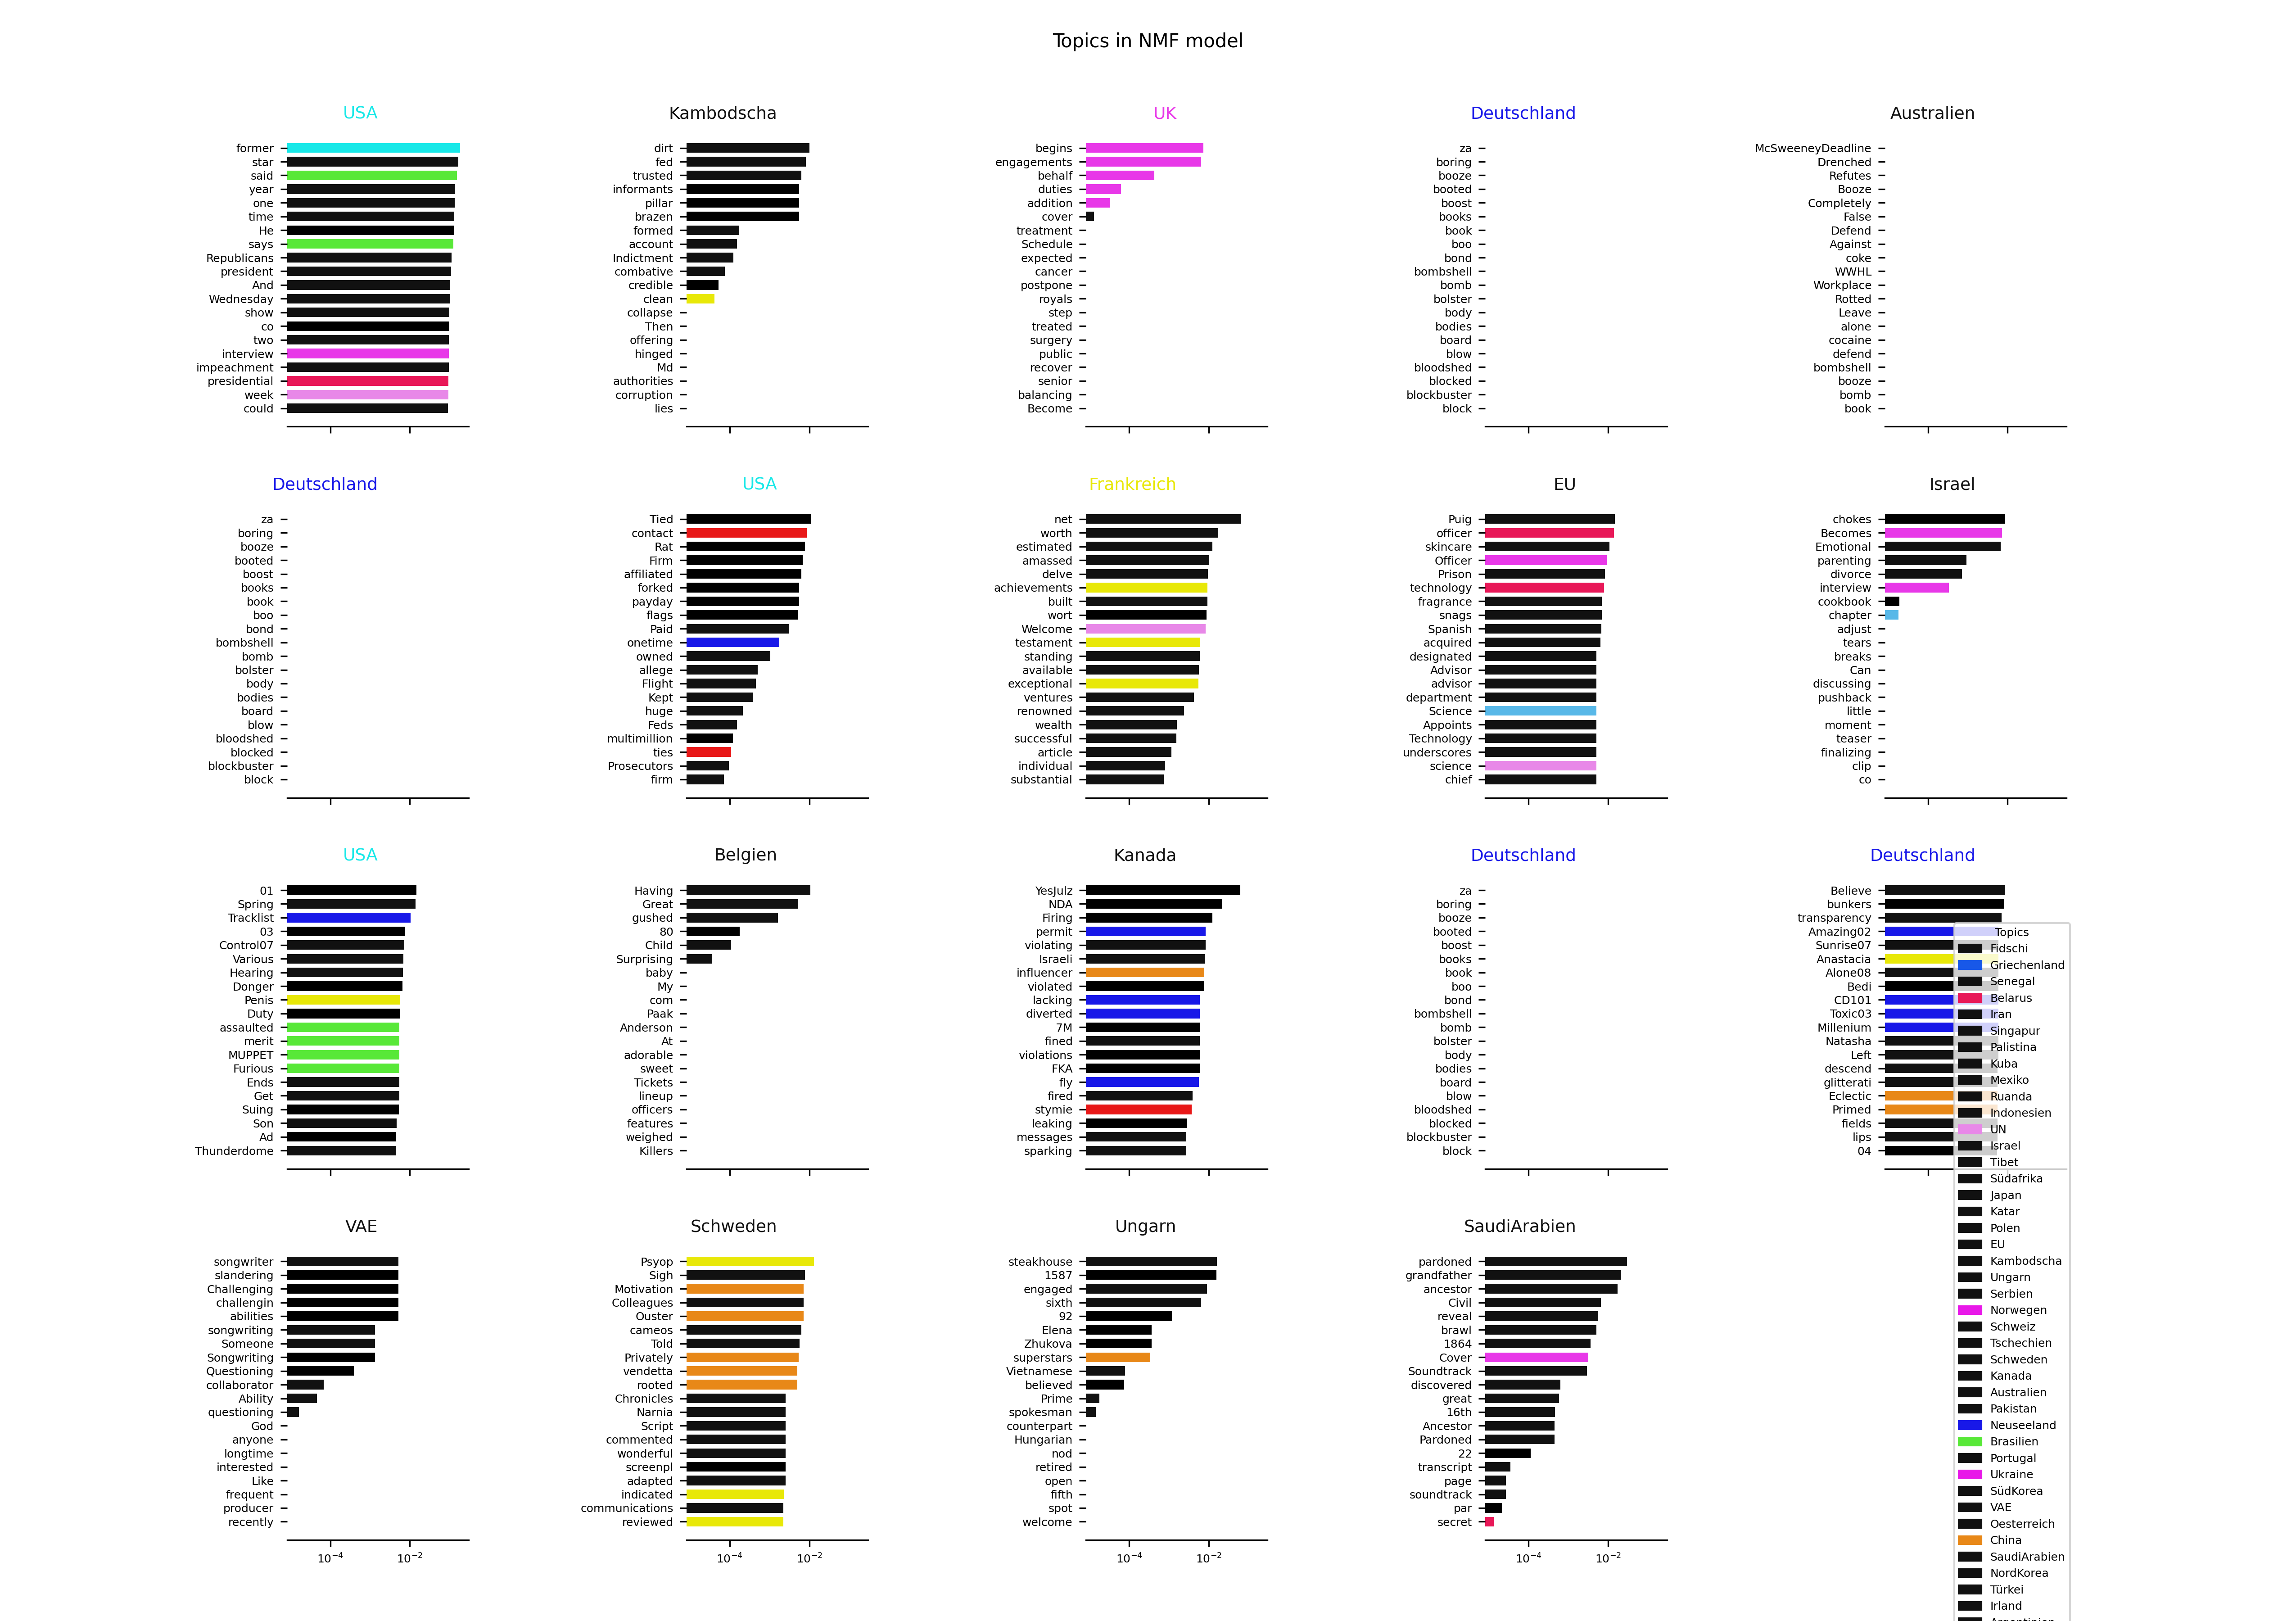 Topics in NMF model
USA
former
star
said
year
one
time
He
says
Republicans
president
And
Wednesday
show
co
two
interview
impeachment
presidential
week
could
Kambodscha
dirt
fed
trusted
informants
pillar
brazen
formed
account
Indictment
combative
credible
clean
collapse
Then
offering
hinged
Md
authorities
corruption
lies
UK
begins
engagements
behalf
duties
addition
cover
treatment
Schedule
expected
cancer
postpone
royals
step
treated
surgery
public
recover
senior
balancing
Become
Deutschland
za
boring
booze
booted
boost
books
book
boo
bond
bombshell
bomb
bolster
body
bodies
board
blow
bloodshed
blocked
blockbuster
block
Australien
McSweeneyDeadline
Drenched
Refutes
Booze
Completely
False
Defend
Against
coke
WWHL
Workplace
Rotted
Leave
alone
cocaine
defend
bombshell
booze
bomb
book
Deutschland
za
boring
booze
booted
boost
books
book
boo
bond
bombshell
bomb
bolster
body
bodies
board
blow
bloodshed
blocked
blockbuster
block
USA
Tied
contact
Rat
Firm
affiliated
forked
payday
flags
Paid
onetime
owned
allege
Flight
Kept
huge
Feds
multimillion
ties
Prosecutors
firm
Frankreich
net
worth
estimated
amassed
delve
achievements
built
wort
Welcome
testament
standing
available
exceptional
ventures
renowned
wealth
successful
article
individual
substantial
EU
Puig
officer
skincare
Officer
Prison
technology
fragrance
snags
Spanish
acquired
designated
Advisor
advisor
department
Science
Appoints
Technology
underscores
science
chief
Israel
chokes
Becomes
Emotional
parenting
divorce
interview
cookbook
chapter
adjust
tears
breaks
Can
discussing
pushback
little
moment
teaser
finalizing
clip
co
USA
01
Spring
Tracklist
03
Control07
Various
Hearing
Donger
Penis
Duty
assaulted
merit
MUPPET
Furious
Ends
Get
Suing
Son
Ad
Thunderdome
Belgien
Having
Great
gushed
80
Child
Surprising
baby
My
com
Paak
Anderson
At
adorable
sweet
Tickets
lineup
officers
features
weighed
Killers
Kanada
YesJulz
NDA
Firing
permit
violating
Israeli
influencer
violated
lacking
diverted
7M
fined
violations
FKA
fly
fired
stymie
leaking
messages
sparking
Deutschland
za
boring
booze
booted
boost
books
book
boo
bond
bombshell
bomb
bolster
body
bodies
board
blow
bloodshed
blocked
blockbuster
block
Deutschland
Believe
bunkers
transparency
Amazing02
Sunrise07
Anastacia
Alone08
Bedi
CD101
Toxic03
Millenium
Natasha
Left
descend
glitterati
Eclectic
Primed
fields
lips
04
VAE
songwriter
slandering
Challenging
challengin
abilities
songwriting
Someone
Songwriting
Questioning
collaborator
Ability
questioning
God
anyone
longtime
interested
Like
frequent
producer
recently
10⁻⁴ 10⁻²
Schweden
Psyop
Sigh
Motivation
Colleagues
Ouster
cameos
Told
Privately
vendetta
rooted
Chronicles
Narnia
Script
commented
wonderful
screenpl
adapted
indicated
communications
reviewed
10⁻⁴ 10⁻²
Ungarn
steakhouse
1587
engaged
sixth
92
Elena
Zhukova
superstars
Vietnamese
believed
Prime
spokesman
counterpart
Hungarian
nod
retired
open
fifth
spot
welcome
10⁻⁴ 10⁻²
SaudiArabien
pardoned
grandfather
ancestor
Civil
reveal
brawl
1864
Cover
Soundtrack
discovered
great
16th
Ancestor
Pardoned
22
transcript
page
soundtrack
par
secret
10⁻⁴ 10⁻²
Topics
Fidschi
Griechenland
Senegal
Belarus
Iran
Singapur
Palistina
Kuba
Mexiko
Ruanda
Indonesien
UN
Israel
Tibet
Südafrika
Japan
Katar
Polen
EU
Kambodscha
Ungarn
Serbien
Norwegen
Schweiz
Tschechien
Schweden
Kanada
Australien
Pakistan
Neuseeland
Brasilien
Portugal
Ukraine
SüdKorea
VAE
Oesterreich
China
SaudiArabien
NordKorea
Türkei
Irland